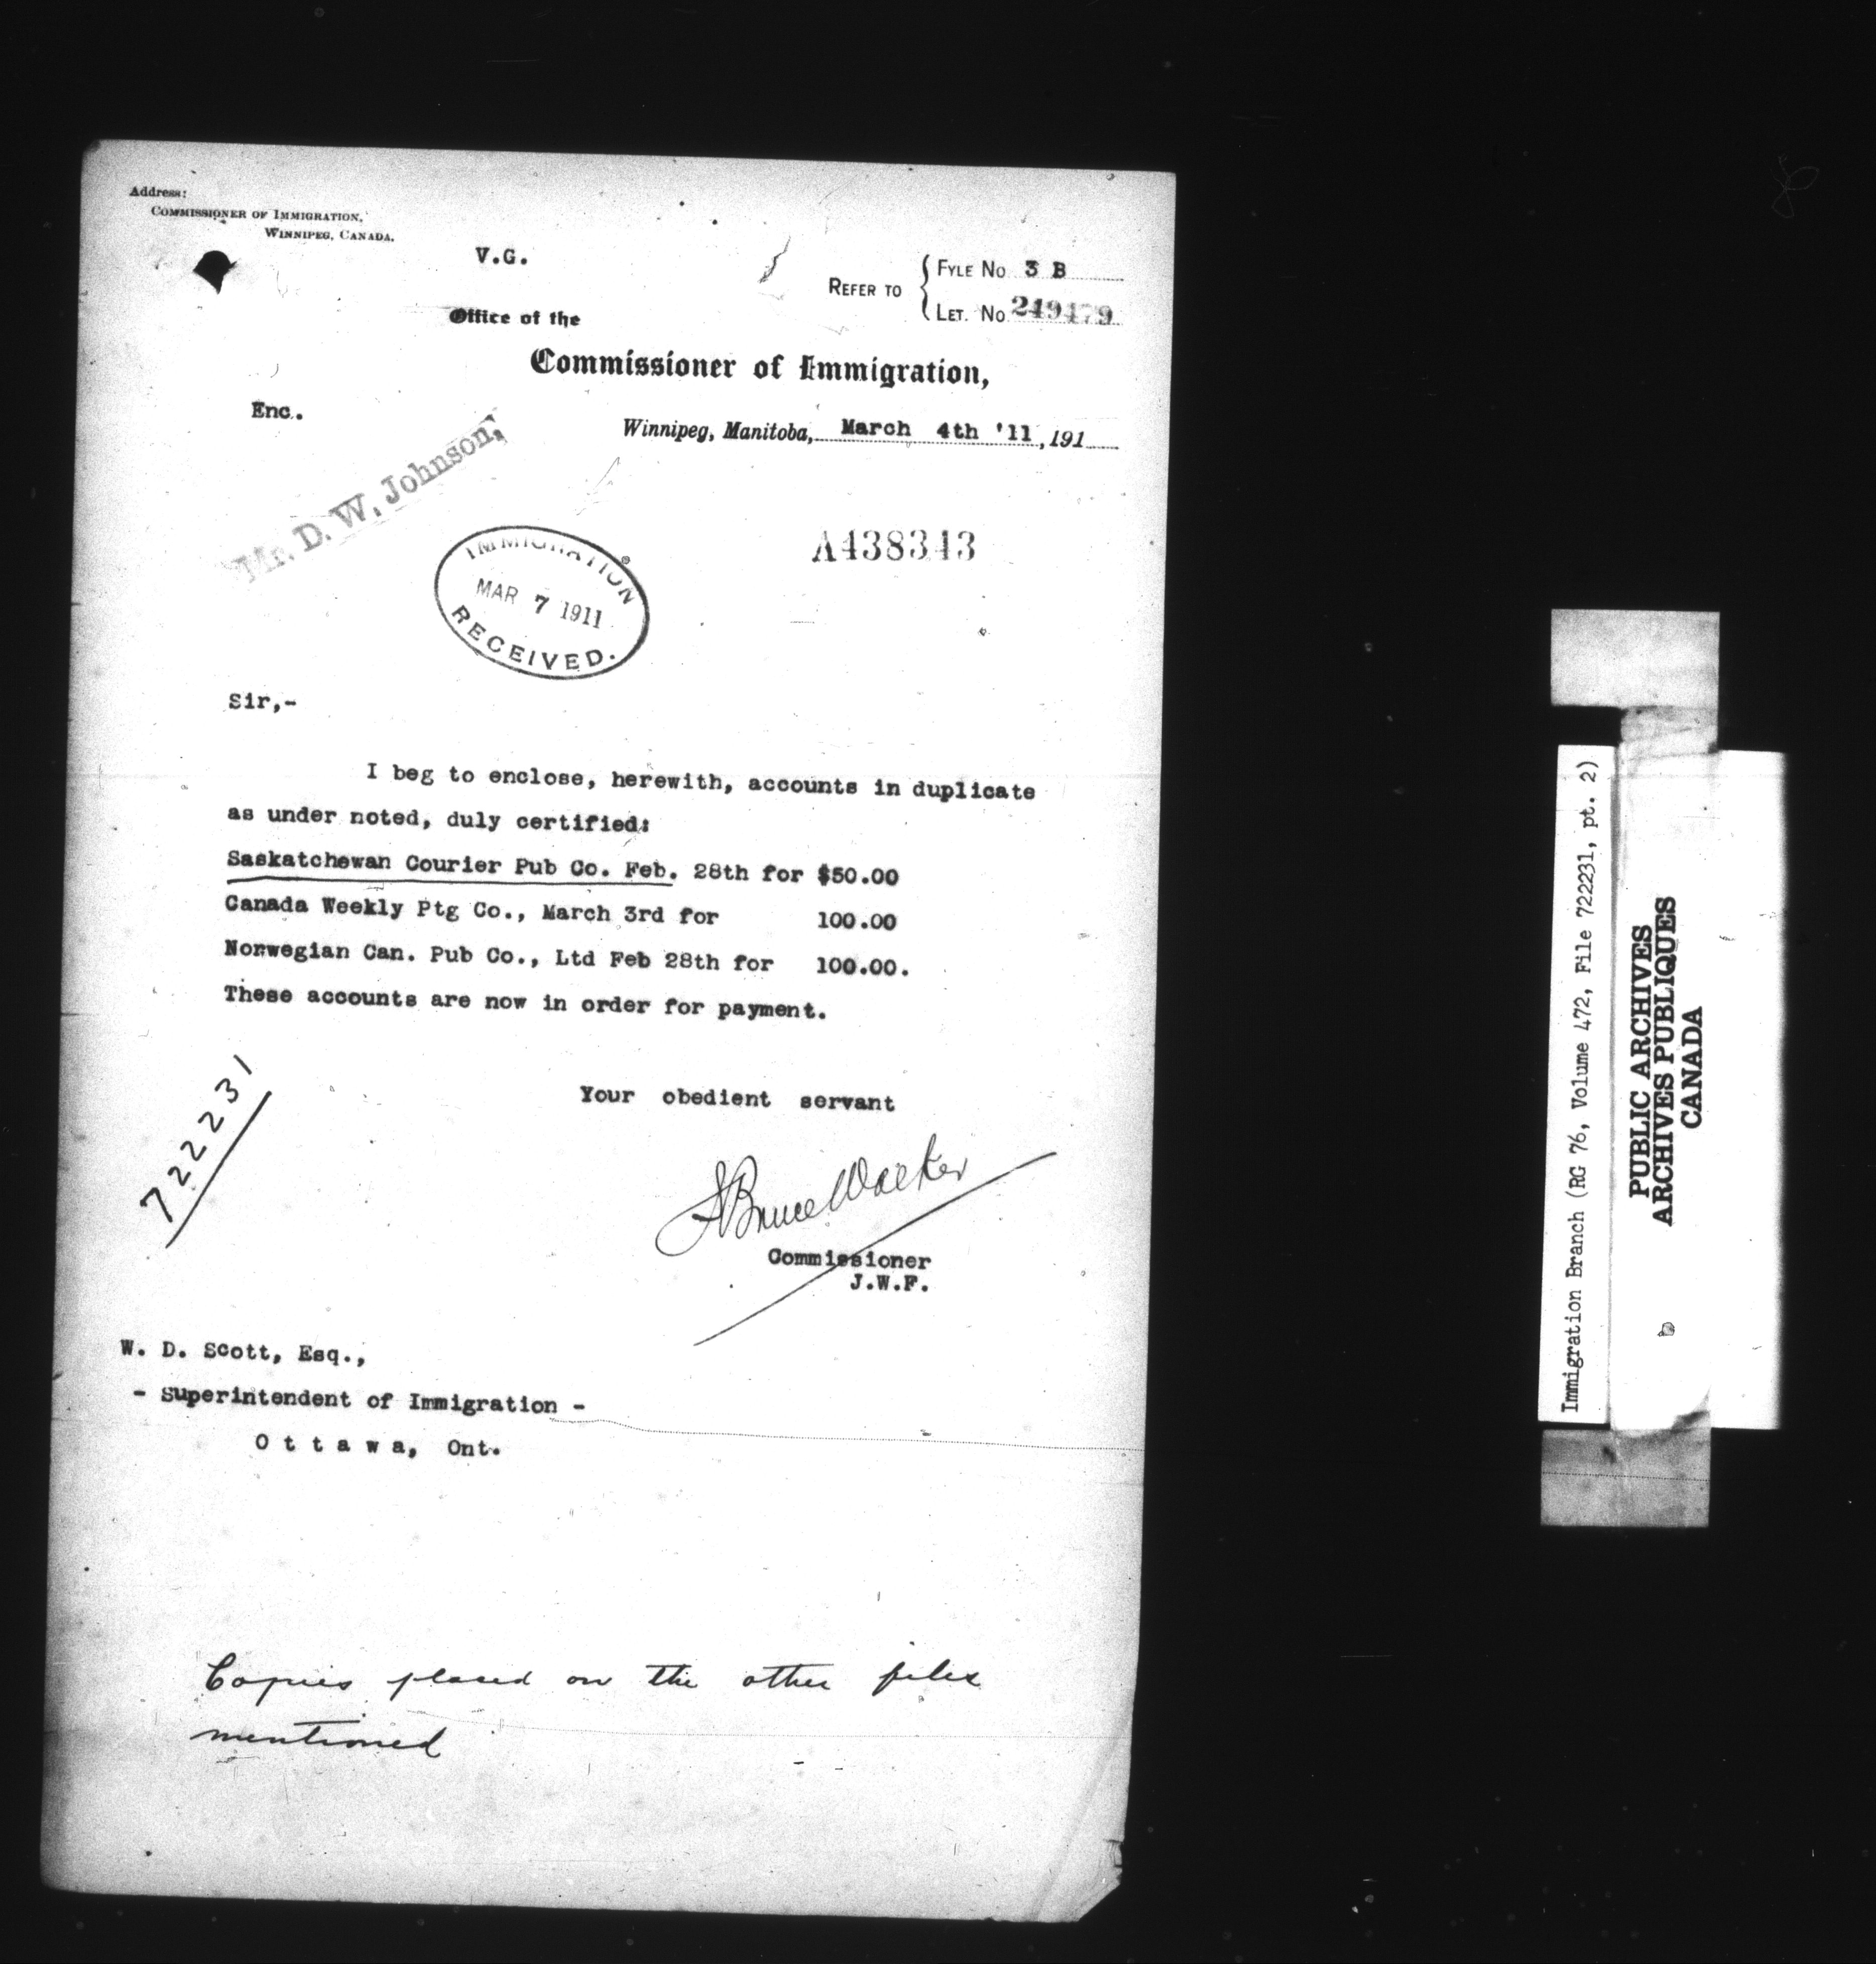 Address:
COMMISSIONER OF IMMIGRATION,
WINNIPEG, CANADA.
V.G.
REFER TO
FYLE No 3 B
LET. No 249479
Office of the
Commissioner of Immigration,
Enc.
Winnipeg, Manitoba, March 4th '11, 191
Mr. D. W. Johnson,
IMMIGRATION
MAR 7 1911
RECEIVED.
A438343
Sir,-
I beg to enclose, herewith, accounts in duplicate
as under noted, duly certified:
Saskatchewan Courier Pub Co. Feb. 28th for $50.00
Canada Weekly Ptg Co., March 3rd for 100.00
Norwegian Can. Pub Co., Ltd Feb 28th for 100.00.
These accounts are now in order for payment.
722231
Your obedient servant
J Bruce Walker
Commissioner
J.W.F.
W. D. Scott, Esq.,
- Superintendent of Immigration -
O t t a w a, Ont.
Copies placed on the other files
mentioned
Immigration Branch (RG 76, Volume 472, File 722231, pt. 2)
PUBLIC ARCHIVES
ARCHIVES PUBLIQUES
CANADA